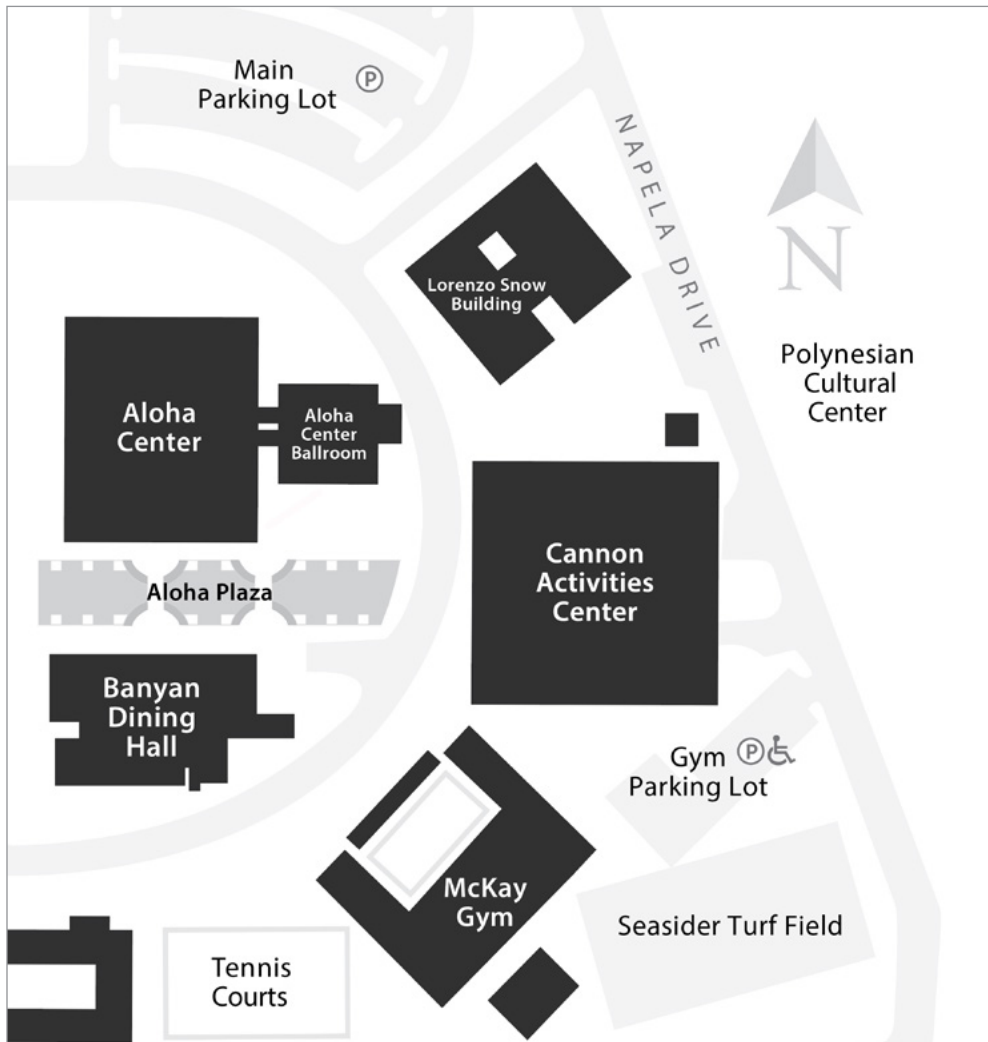 Main
Parking Lot
P
NAPELA DRIVE
N
Lorenzo Snow
Building
Polynesian
Cultural
Center
Aloha
Center
Aloha
Center
Ballroom
Cannon
Activities
Center
Aloha Plaza
Banyan
Dining
Hall
Gym P
Parking Lot
McKay
Gym
Seasider Turf Field
Tennis
Courts